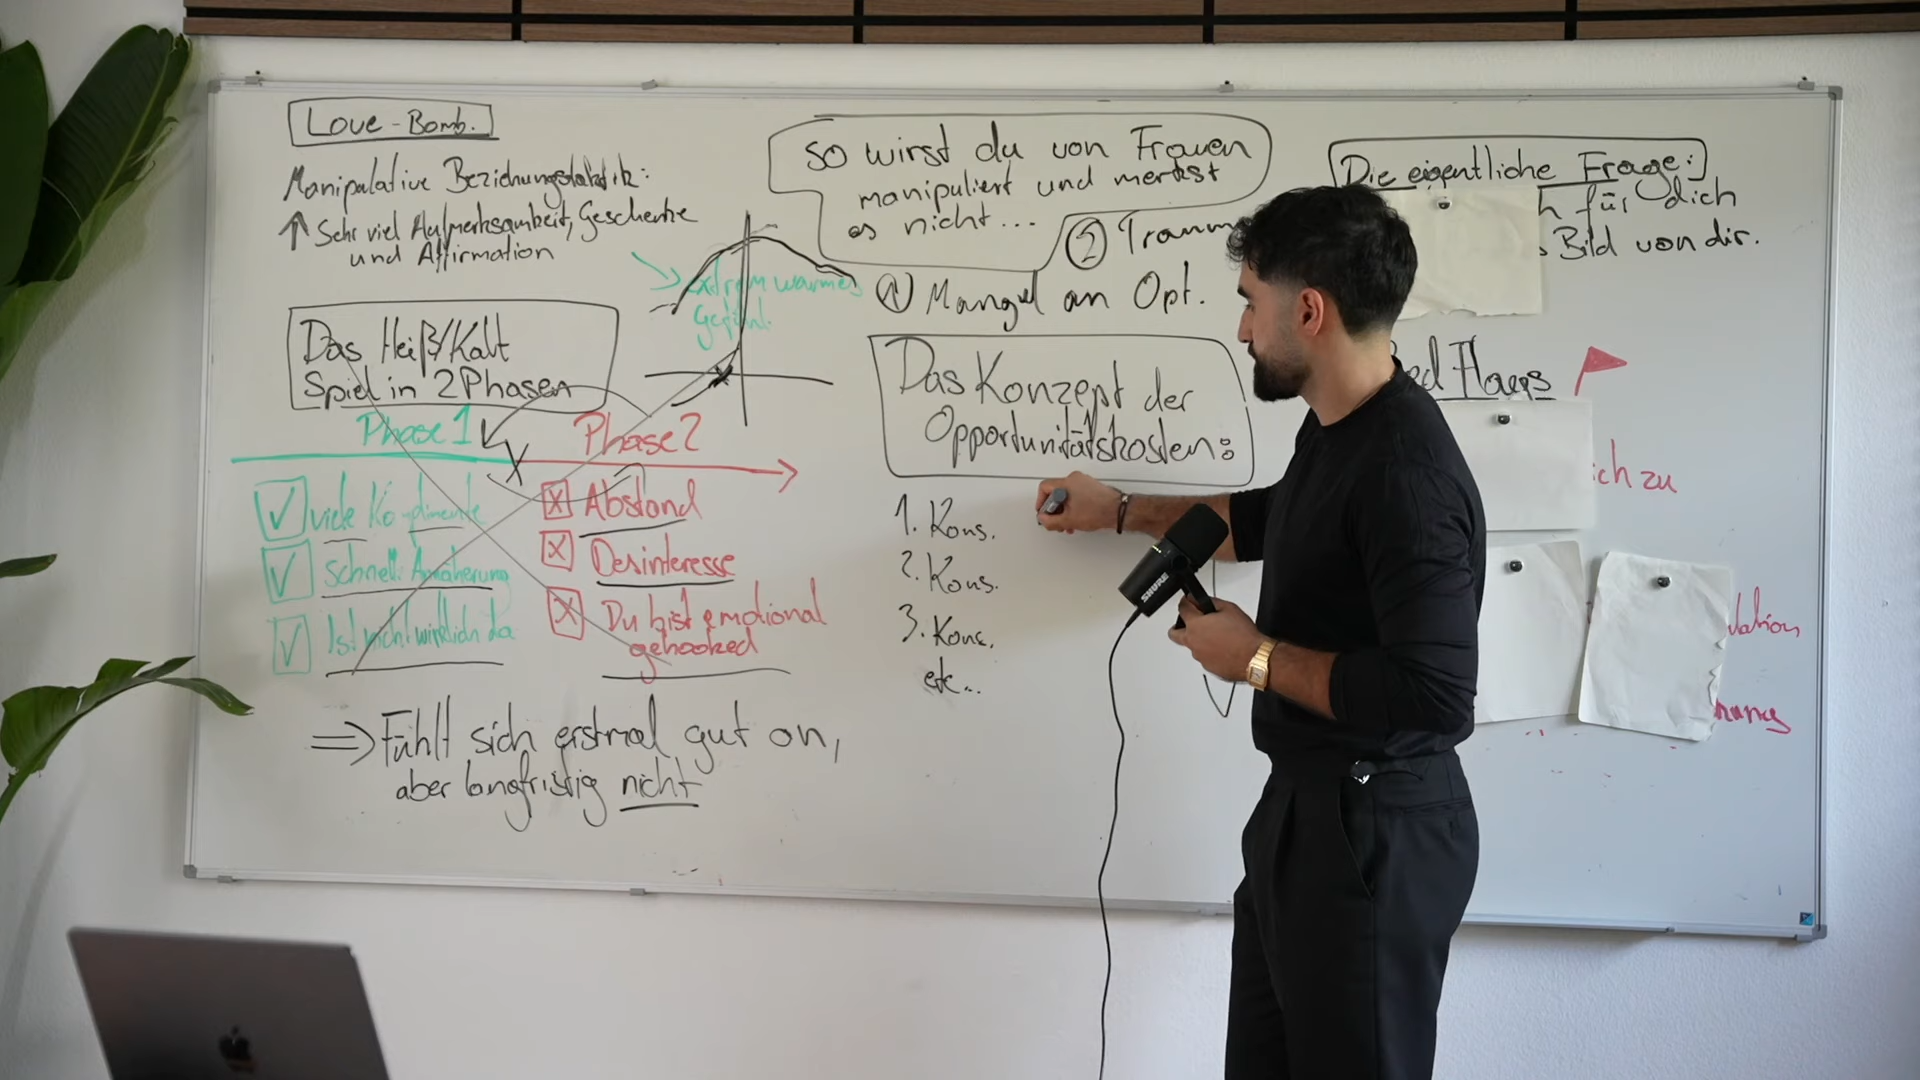 Love-Bomb.
Manipulative Beziehungstaktik:
↑ Sehr viel Aufmerksamkeit, Geschenke
und Affirmation
Extrem warmes
Gefühl.
Das Heiß/Kalt
Spiel in 2 Phasen
Phase 1
Phase 2
viele Komplimente
schnelle Annäherung
Ist nicht wirklich da
Abstand
Desinteresse
Du bist emotional
gehooked
⇒ Fühlt sich erstmal gut an,
aber langfristig nicht
so wirst du von Frauen
manipuliert und merkst
es nicht...
②
① Mangel an Opt.
Das Konzept der
Opportunitätskosten:
1. Kons.
2. Kons.
3. Kons.
etc...
SHURE
Die eigentliche Frage:
für dich
Bild von dir.
Flags
ich zu